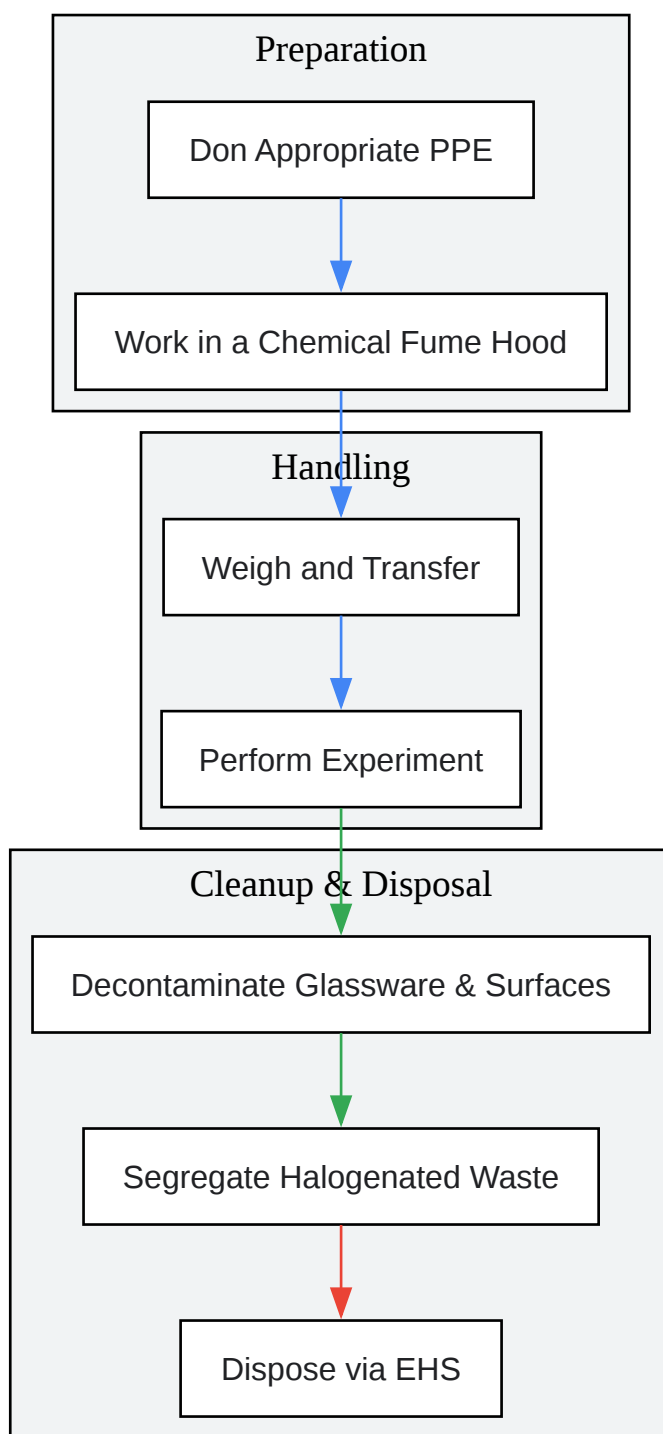 Preparation
Don Appropriate PPE
Work in a Chemical Fume Hood
Handling
Weigh and Transfer
Perform Experiment
Cleanup & Disposal
Decontaminate Glassware & Surfaces
Segregate Halogenated Waste
Dispose via EHS